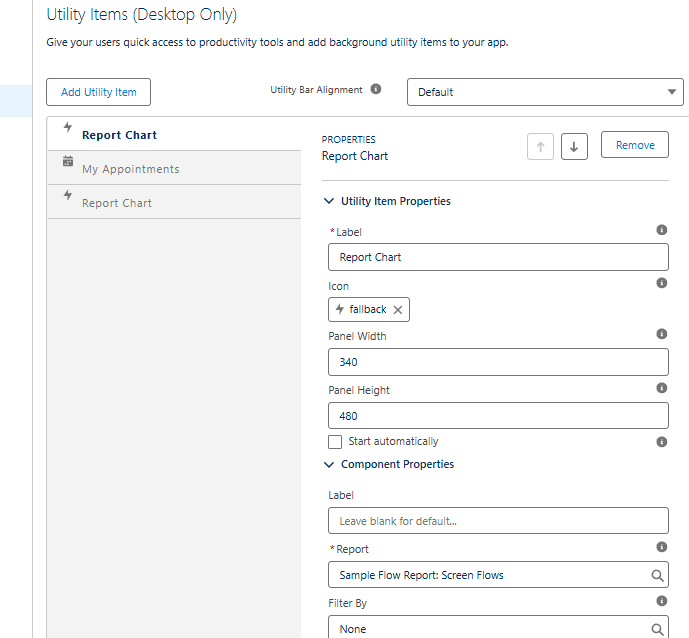 Utility Items (Desktop Only)
Give your users quick access to productivity tools and add background utility items to your app.
Add Utility Item
Utility Bar Alignment
Default
Report Chart
My Appointments
Report Chart
PROPERTIES
Report Chart
Remove
Utility Item Properties
*Label
Report Chart
Icon
fallback
Panel Width
340
Panel Height
480
Start automatically
Component Properties
Label
Leave blank for default...
*Report
Sample Flow Report: Screen Flows
Filter By
None